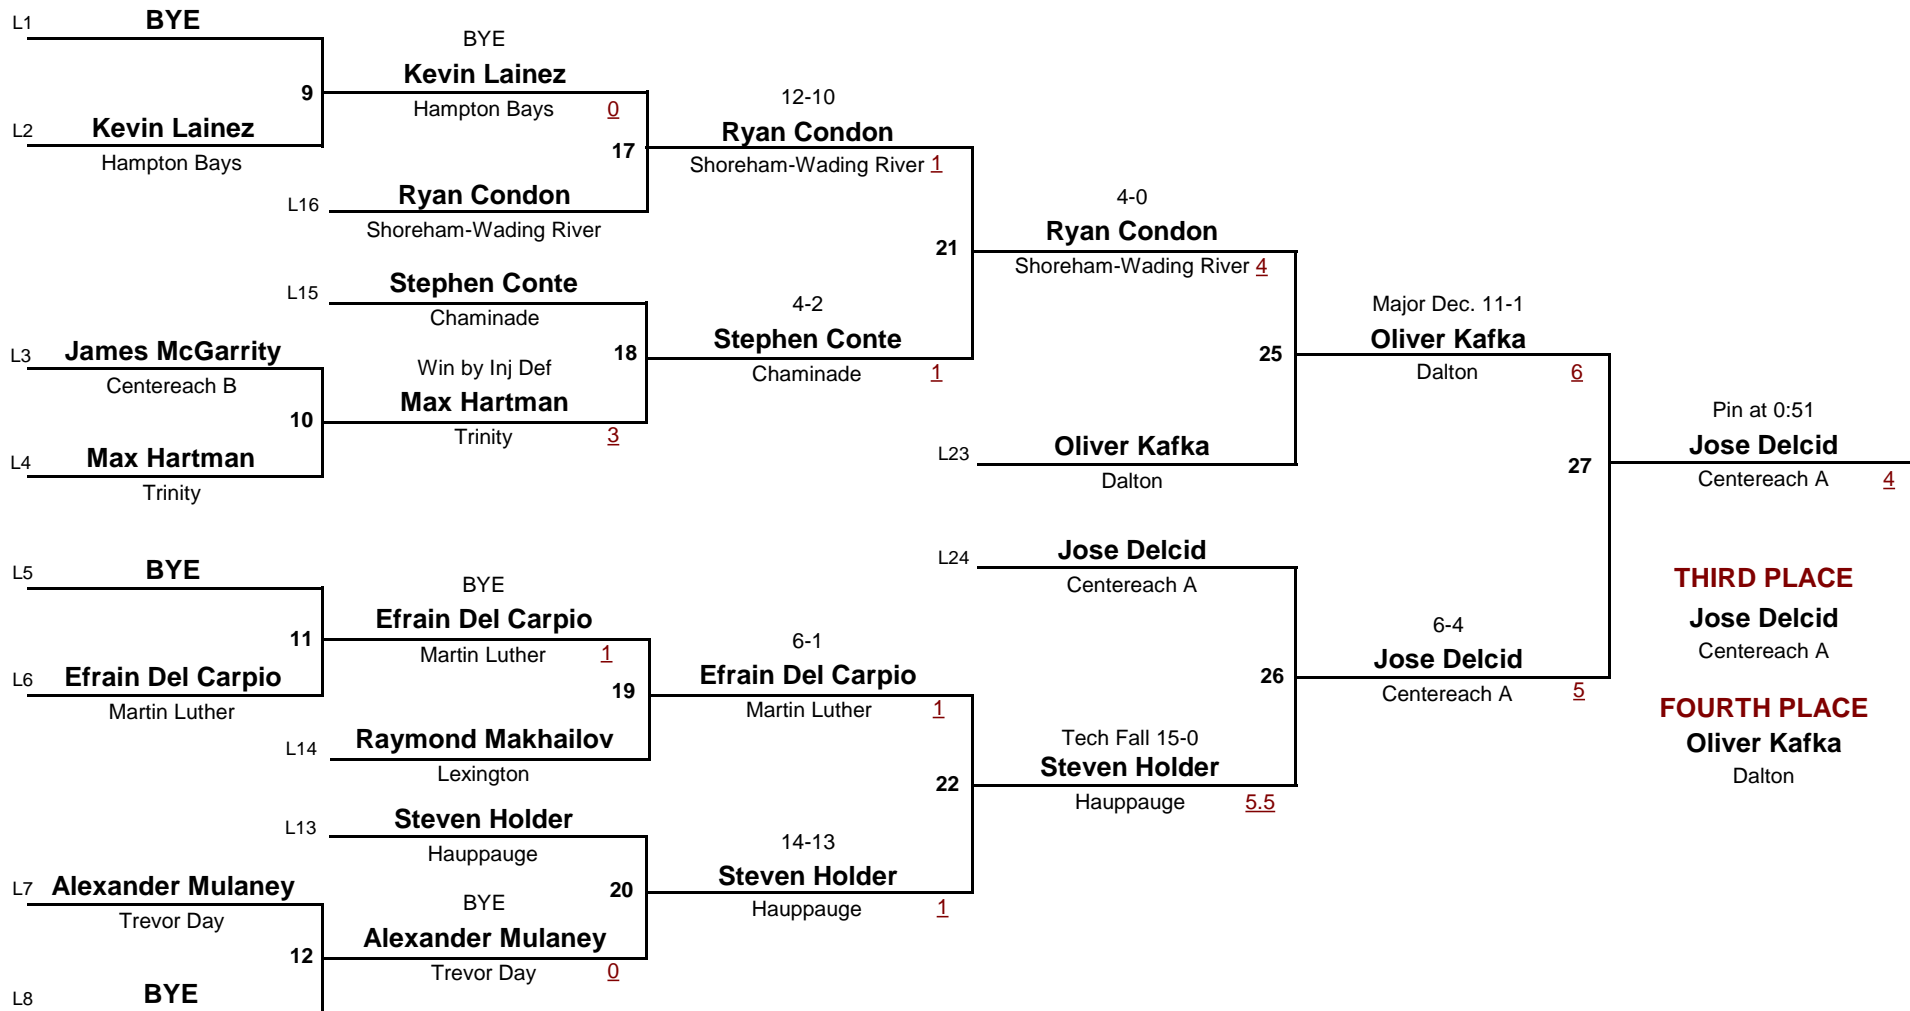 L1 BYE
9
L2 Kevin Lainez
Hampton Bays
L3 James McGarrity
Centereach B
10
L4 Max Hartman
Trinity
L5 BYE
11
L6 Efrain Del Carpio
Martin Luther
L7 Alexander Mulaney
Trevor Day
12
L8 BYE
BYE
Kevin Lainez
Hampton Bays 0
17
L16 Ryan Condon
Shoreham-Wading River
L15 Stephen Conte
Chaminade
18
Win by Inj Def
Max Hartman
Trinity 3
BYE
Efrain Del Carpio
Martin Luther 1
19
L14 Raymond Makhailov
Lexington
L13 Steven Holder
Hauppauge
20
BYE
Alexander Mulaney
Trevor Day 0
12-10
Ryan Condon
Shoreham-Wading River 1
21
4-2
Stephen Conte
Chaminade 1
6-1
Efrain Del Carpio
Martin Luther 1
22
14-13
Steven Holder
Hauppauge 1
4-0
Ryan Condon
Shoreham-Wading River 4
25
L23 Oliver Kafka
Dalton
L24 Jose Delcid
Centereach A
26
Tech Fall 15-0
Steven Holder
Hauppauge 5.5
Major Dec. 11-1
Oliver Kafka
Dalton 6
27
6-4
Jose Delcid
Centereach A 5
Pin at 0:51
Jose Delcid
Centereach A 4
THIRD PLACE
Jose Delcid
Centereach A
FOURTH PLACE
Oliver Kafka
Dalton